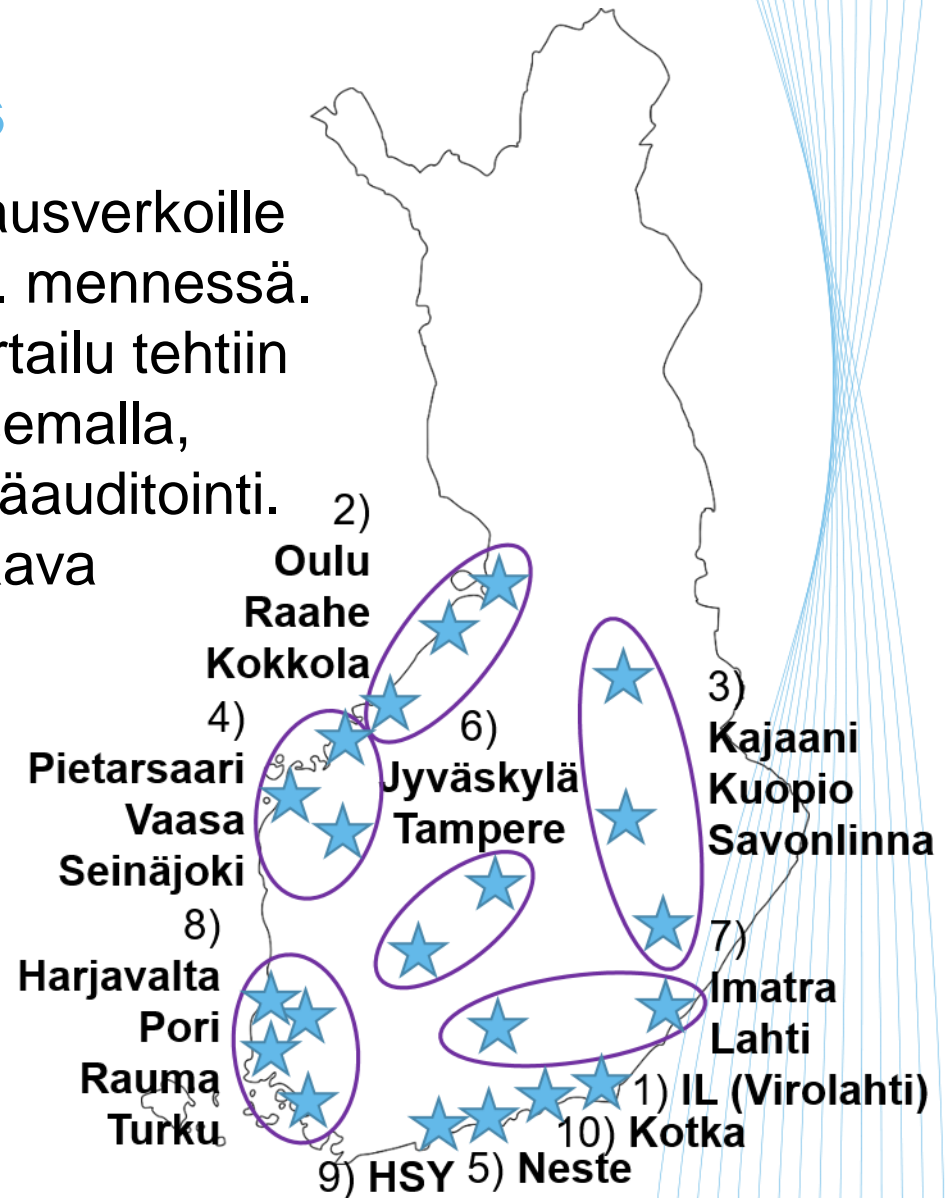 s
ausverkoille
. mennessä.
rtailu tehtiin
emalla,
äauditointi.
ava
2)
Oulu
Raahe
Kokkola
4)
Pietarsaari
Vaasa
Seinäjoki
6)
Jyväskylä
Tampere
3)
Kajaani
Kuopio
Savonlinna
8)
Harjavalta
Pori
Rauma
Turku
7)
Imatra
Lahti
1) IL (Virolahti)
10) Kotka
5) Neste
9) HSY